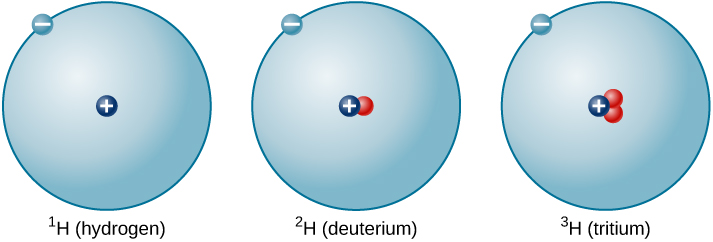 ¹H (hydrogen)
²H (deuterium)
³H (tritium)